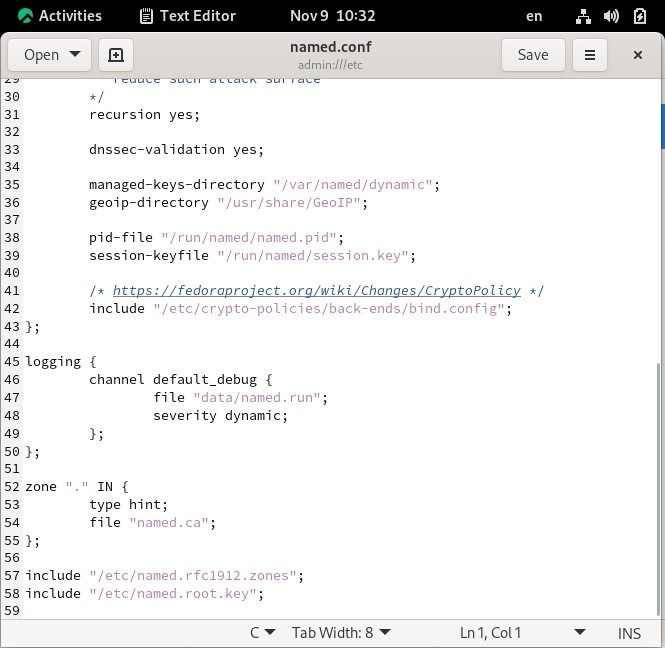 Activities Text Editor Nov 9 10:32 en
Open named.conf Save
admin:///etc
29 reduce such attack surface
30 */
31 recursion yes;
32
33 dnssec-validation yes;
34
35 managed-keys-directory "/var/named/dynamic";
36 geoip-directory "/usr/share/GeoIP";
37
38 pid-file "/run/named/named.pid";
39 session-keyfile "/run/named/session.key";
40
41 /* https://fedoraproject.org/wiki/Changes/CryptoPolicy */
42 include "/etc/crypto-policies/back-ends/bind.config";
43 };
44
45 logging {
46 channel default_debug {
47 file "data/named.run";
48 severity dynamic;
49 };
50 };
51
52 zone "." IN {
53 type hint;
54 file "named.ca";
55 };
56
57 include "/etc/named.rfc1912.zones";
58 include "/etc/named.root.key";
59
C Tab Width: 8 Ln 1, Col 1 INS